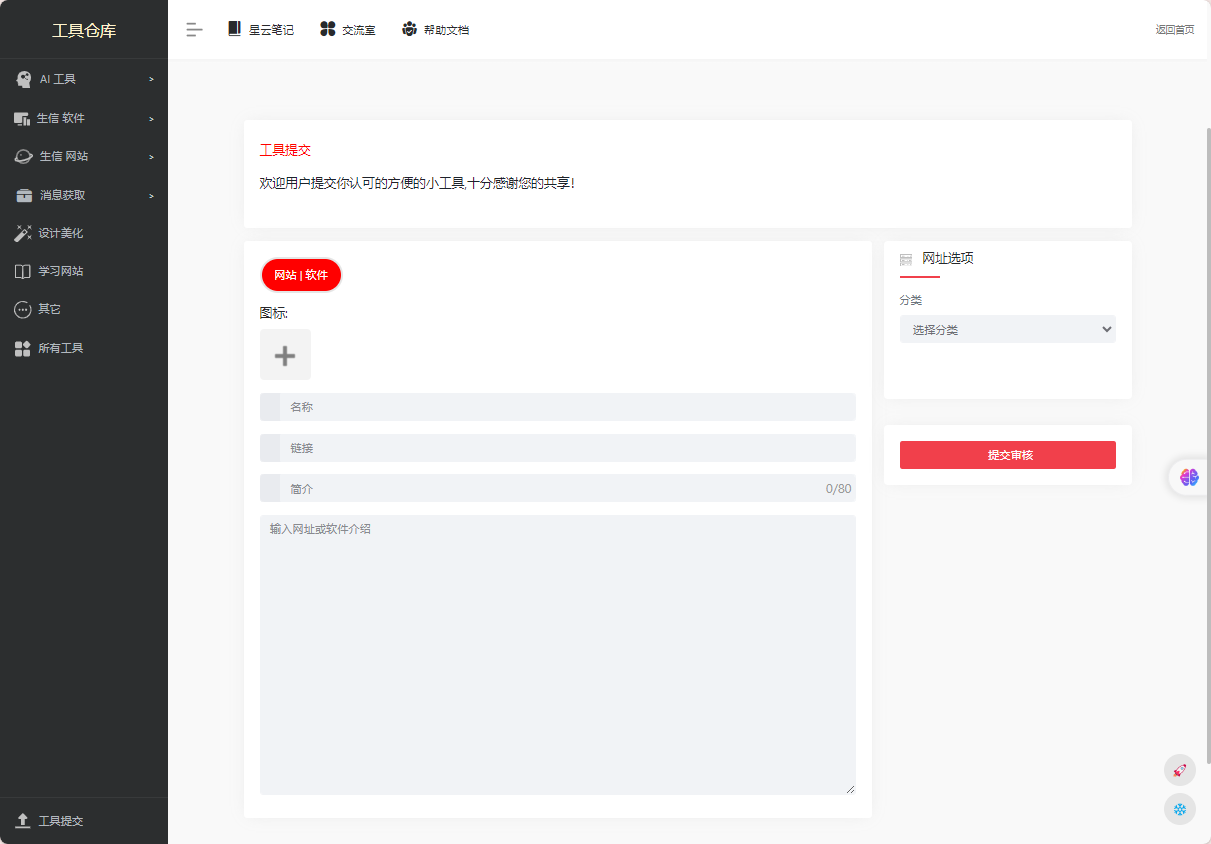 工具仓库
AI 工具 >
生信 软件 >
生信 网站 >
消息获取 >
设计美化
学习网站
其它
所有工具
工具提交
星云笔记 交流室 帮助文档 返回首页
工具提交
欢迎用户提交你认可的方便的小工具,十分感谢您的共享!
网站 | 软件
图标:
名称
链接
简介 0/80
输入网址或软件介绍
网址选项
分类
选择分类
提交审核